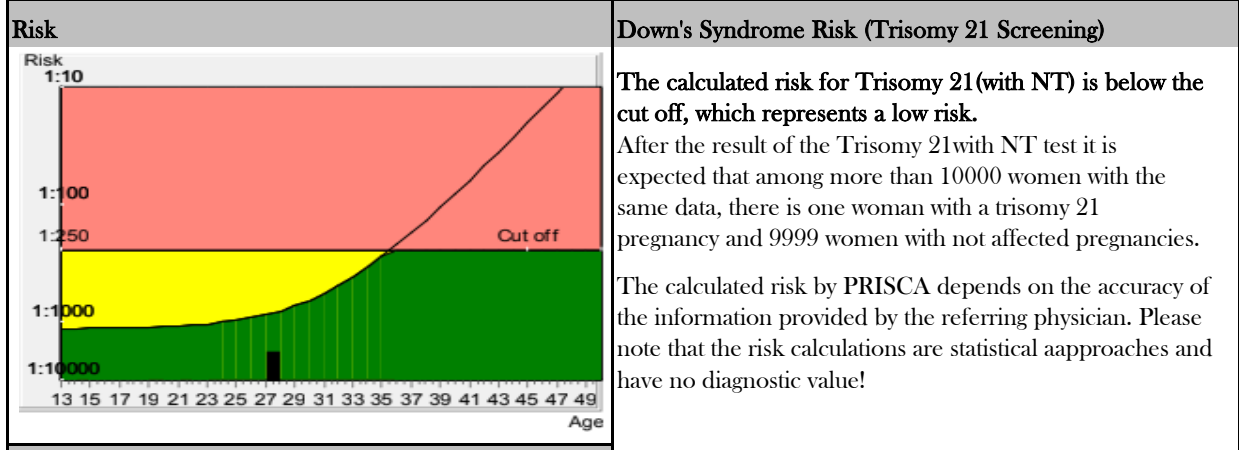 Risk
Down's Syndrome Risk (Trisomy 21 Screening)
Risk
1:10
1:100
1:250
Cut off
1:1000
1:10000
13 15 17 19 21 23 25 27 29 31 33 35 37 39 41 43 45 47 49
Age
The calculated risk for Trisomy 21(with NT) is below the
cut off, which represents a low risk.
After the result of the Trisomy 21with NT test it is
expected that among more than 10000 women with the
same data, there is one woman with a trisomy 21
pregnancy and 9999 women with not affected pregnancies.
The calculated risk by PRISCA depends on the accuracy of
the information provided by the referring physician. Please
note that the risk calculations are statistical aapproaches and
have no diagnostic value!